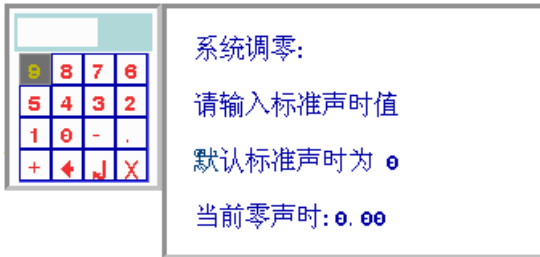 9 8 7 6
5 4 3 2
1 0 - .
+ X
系统调零:
请输入标准声时值
默认标准声时为 0
当前零声时:0.00